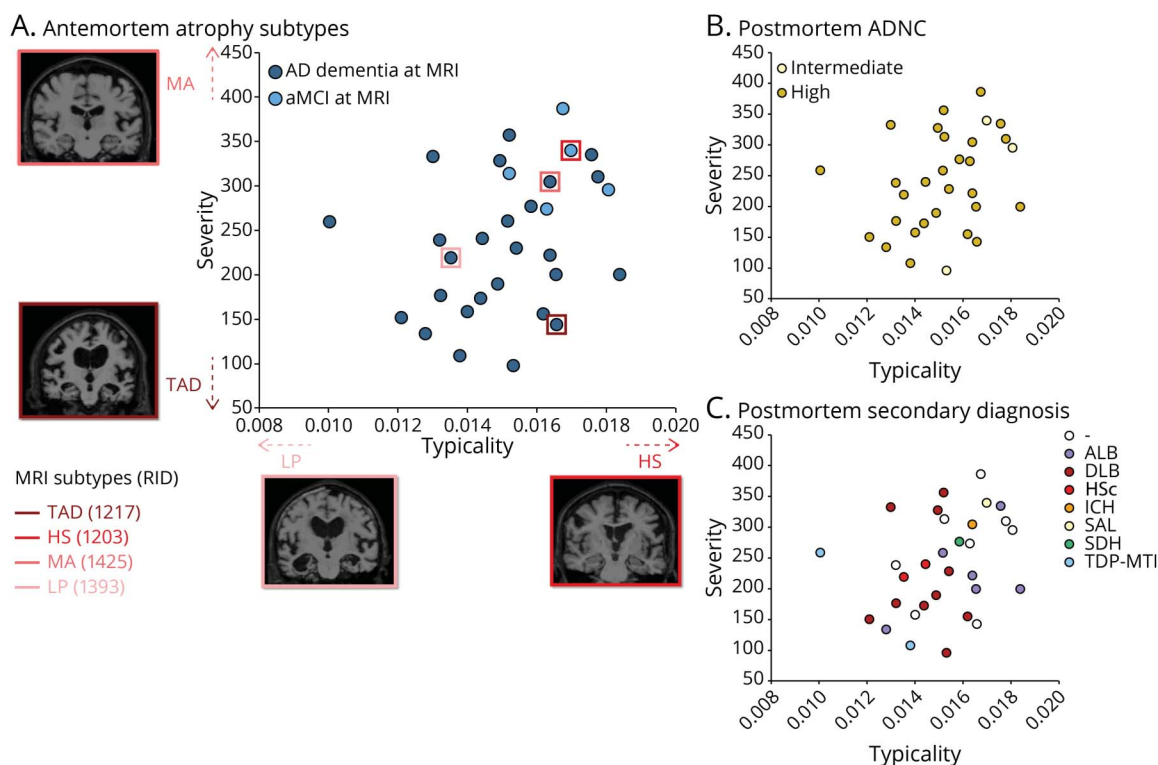 A. Antemortem atrophy subtypes
MA
TAD
AD dementia at MRI
aMCI at MRI
Severity
450
400
350
300
250
200
150
100
50
0.008 0.010 0.012 0.014 0.016 0.018 0.020
Typicality
LP
HS
MRI subtypes (RID)
TAD (1217)
HS (1203)
MA (1425)
LP (1393)
B. Postmortem ADNC
Intermediate
High
Severity
450
400
350
300
250
200
150
100
50
0.008 0.010 0.012 0.014 0.016 0.018 0.020
Typicality
C. Postmortem secondary diagnosis
Severity
450
400
350
300
250
200
150
100
50
0.008 0.010 0.012 0.014 0.016 0.018 0.020
Typicality
-
ALB
DLB
HSc
ICH
SAL
SDH
TDP-MTI